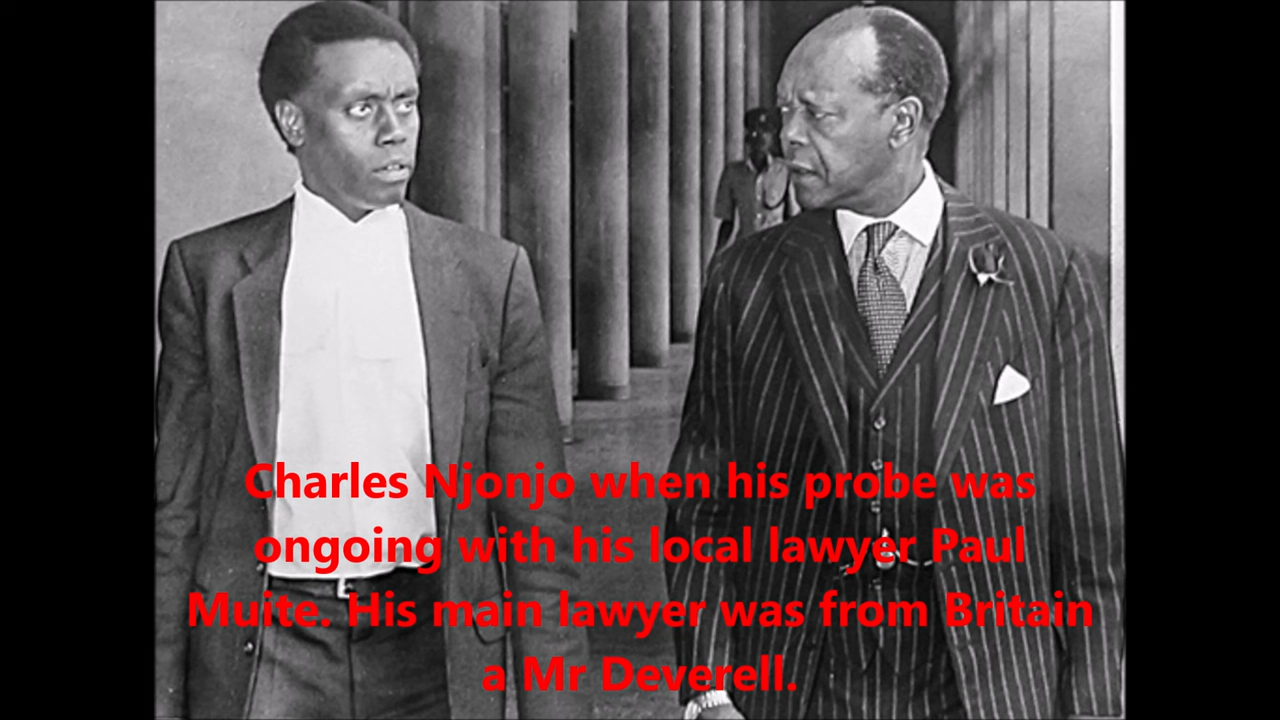 Charles Njonjo when his probe was
ongoing with his local lawyer Paul
Muite. His main lawyer was from Britain
a Mr Deverell.